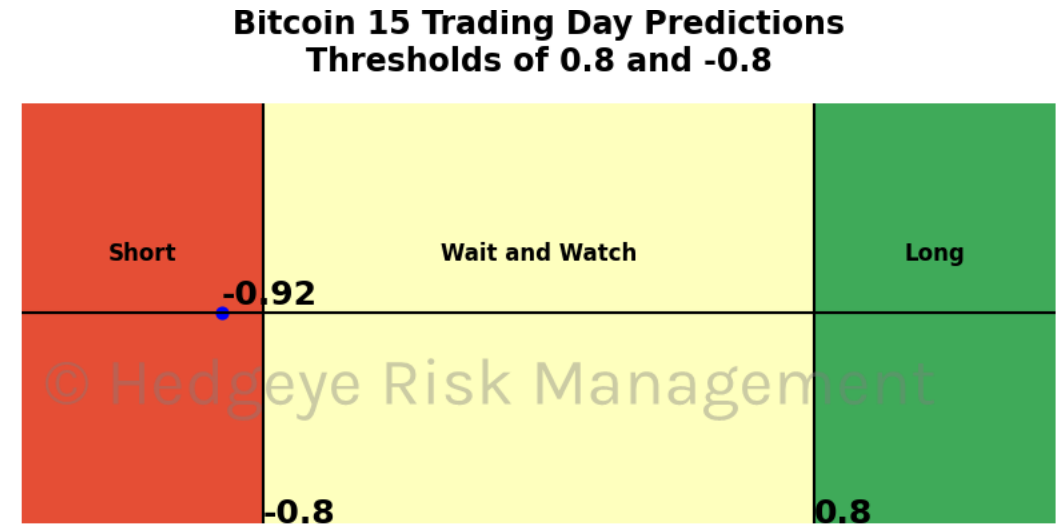 Bitcoin 15 Trading Day Predictions
Thresholds of 0.8 and -0.8
Short
Wait and Watch
Long
-0.92
© Hedgeye Risk Management
-0.8
0.8